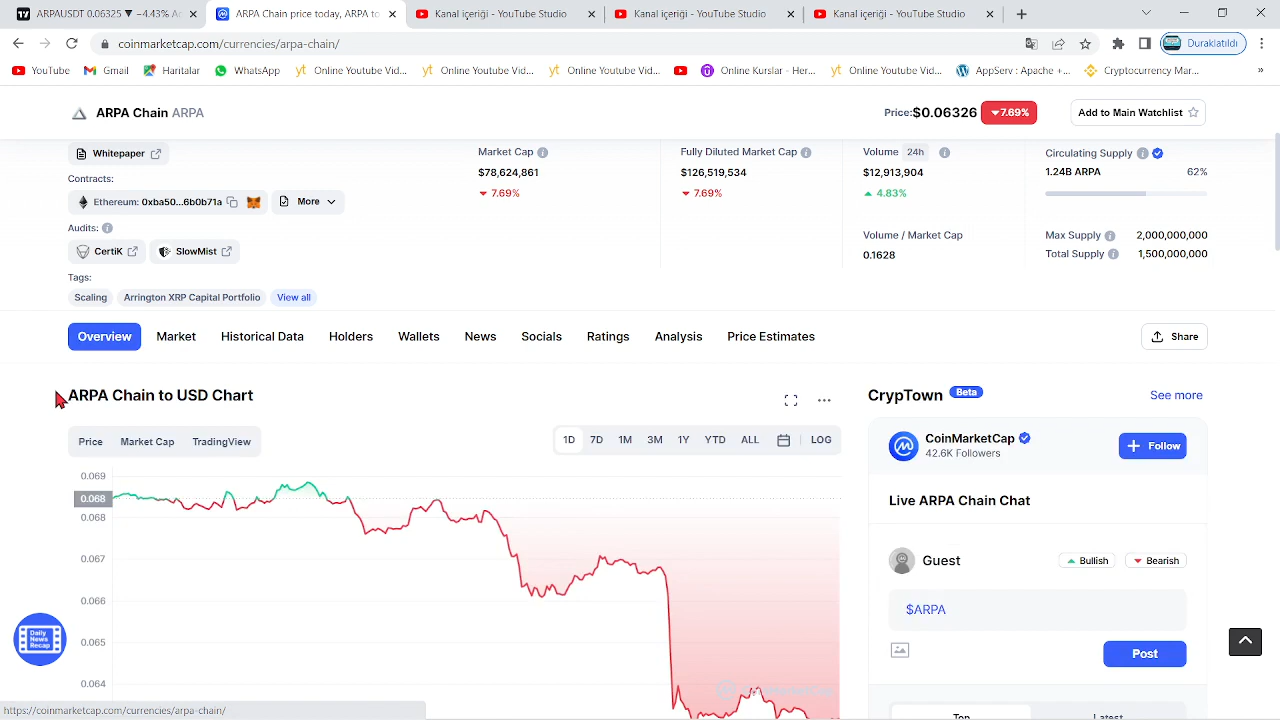 ARPAUSDT 0.06325 ▼ −4.33% A
ARPA Chain price today, ARPA to
Kanal içeriği - YouTube Studio
Kanal içeriği - YouTube Studio
Kanal içeriği - YouTube Studio
coinmarketcap.com/currencies/arpa-chain/
Duraklatıldı
YouTube
Gmail
Haritalar
WhatsApp
yt Online Youtube Vid...
yt Online Youtube Vid...
yt Online Youtube Vid...
Online Kurslar - Her...
yt Online Youtube Vid...
AppServ : Apache +...
Cryptocurrency Mar...
»
ARPA Chain ARPA
Price:$0.06326 7.69%
Add to Main Watchlist
Whitepaper
Market Cap
Fully Diluted Market Cap
Volume 24h
Circulating Supply
$78,624,861
$126,519,534
$12,913,904
1.24B ARPA 62%
Contracts:
7.69%
7.69%
4.83%
Ethereum: 0xba50...6b0b71a
More
Audits:
Volume / Market Cap
Max Supply 2,000,000,000
CertiK
SlowMist
0.1628
Total Supply 1,500,000,000
Tags:
Scaling
Arrington XRP Capital Portfolio
View all
Overview
Market
Historical Data
Holders
Wallets
News
Socials
Ratings
Analysis
Price Estimates
Share
ARPA Chain to USD Chart
CrypTown Beta
See more
Price
Market Cap
TradingView
1D
7D
1M
3M
1Y
YTD
ALL
LOG
CoinMarketCap
42.6K Followers
Follow
0.069
0.068
0.068
0.067
0.066
0.065
0.064
Live ARPA Chain Chat
Guest
Bullish
Bearish
$ARPA
Post
Daily
News
Recap
https://coinmarketcap.com/currencies/arpa-chain/
Top
Latest